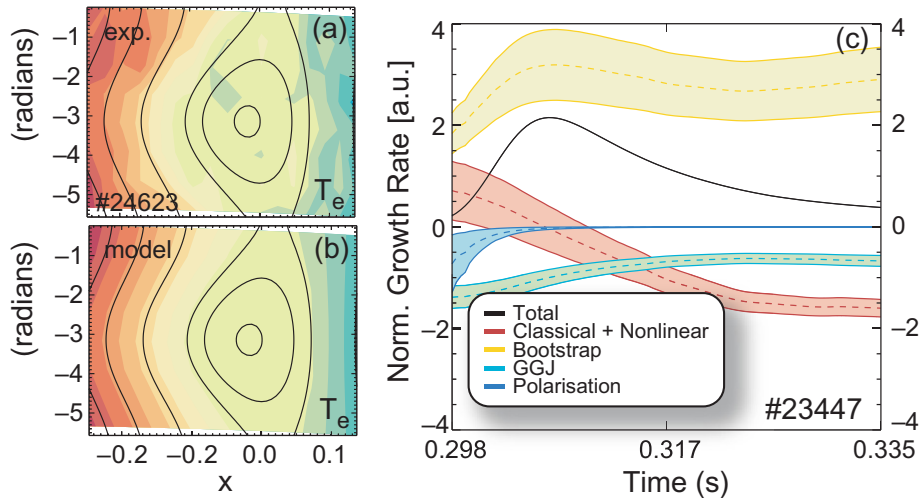 (a)
exp.
−1
−2
−3
−4
−5
(radians)
#24623
Te
(b)
model
−1
−2
−3
−4
−5
(radians)
Te
−0.2
−0.2
0.0
0.1
x
(c)
4
2
0
−2
−4
4
2
0
−2
−4
Norm. Growth Rate [a.u.]
Total
Classical + Nonlinear
Bootstrap
GGJ
Polarisation
#23447
0.298
0.317
0.335
Time (s)